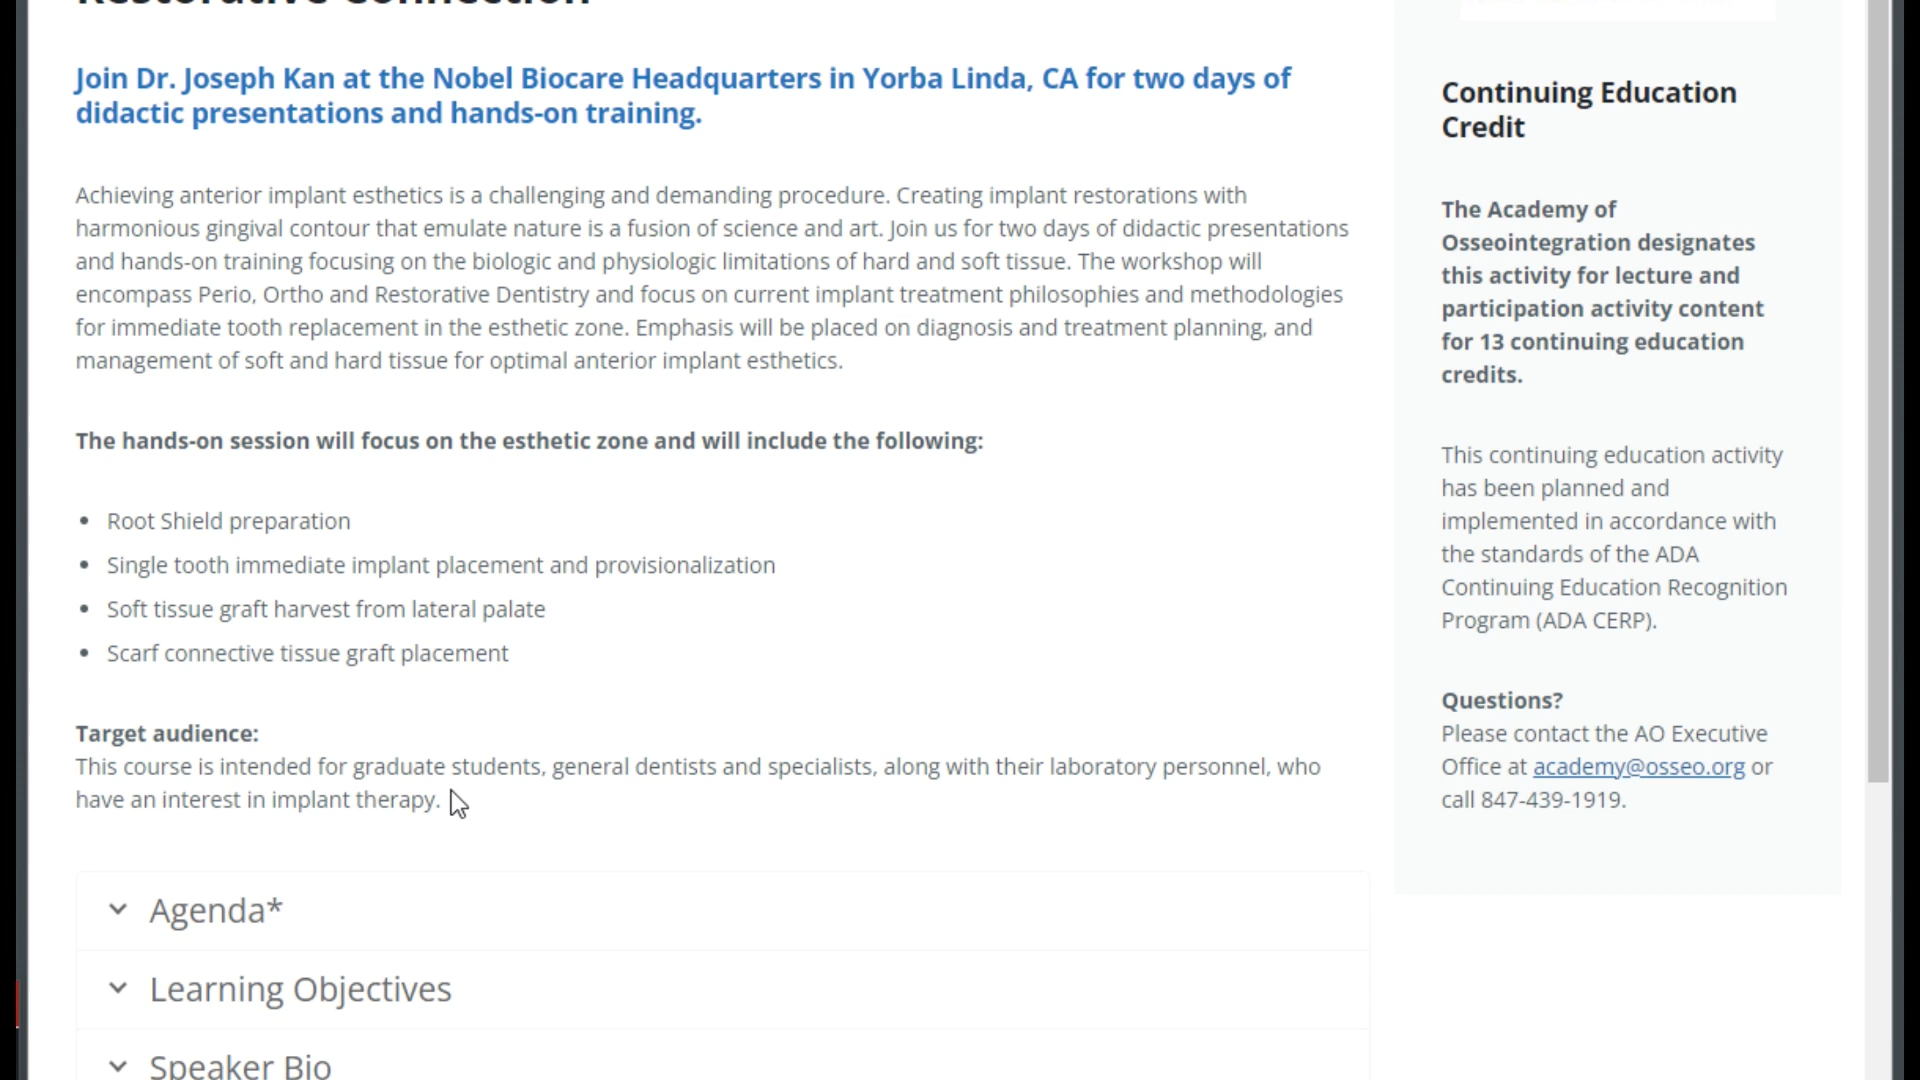 Restorative Connection
Join Dr. Joseph Kan at the Nobel Biocare Headquarters in Yorba Linda, CA for two days of
didactic presentations and hands-on training.
Achieving anterior implant esthetics is a challenging and demanding procedure. Creating implant restorations with
harmonious gingival contour that emulate nature is a fusion of science and art. Join us for two days of didactic presentations
and hands-on training focusing on the biologic and physiologic limitations of hard and soft tissue. The workshop will
encompass Perio, Ortho and Restorative Dentistry and focus on current implant treatment philosophies and methodologies
for immediate tooth replacement in the esthetic zone. Emphasis will be placed on diagnosis and treatment planning, and
management of soft and hard tissue for optimal anterior implant esthetics.
The hands-on session will focus on the esthetic zone and will include the following:
• Root Shield preparation
• Single tooth immediate implant placement and provisionalization
• Soft tissue graft harvest from lateral palate
• Scarf connective tissue graft placement
Target audience:
This course is intended for graduate students, general dentists and specialists, along with their laboratory personnel, who
have an interest in implant therapy.
Agenda*
Learning Objectives
Speaker Bio
Continuing Education
Credit
The Academy of
Osseointegration designates
this activity for lecture and
participation activity content
for 13 continuing education
credits.
This continuing education activity
has been planned and
implemented in accordance with
the standards of the ADA
Continuing Education Recognition
Program (ADA CERP).
Questions?
Please contact the AO Executive
Office at academy@osseo.org or
call 847-439-1919.